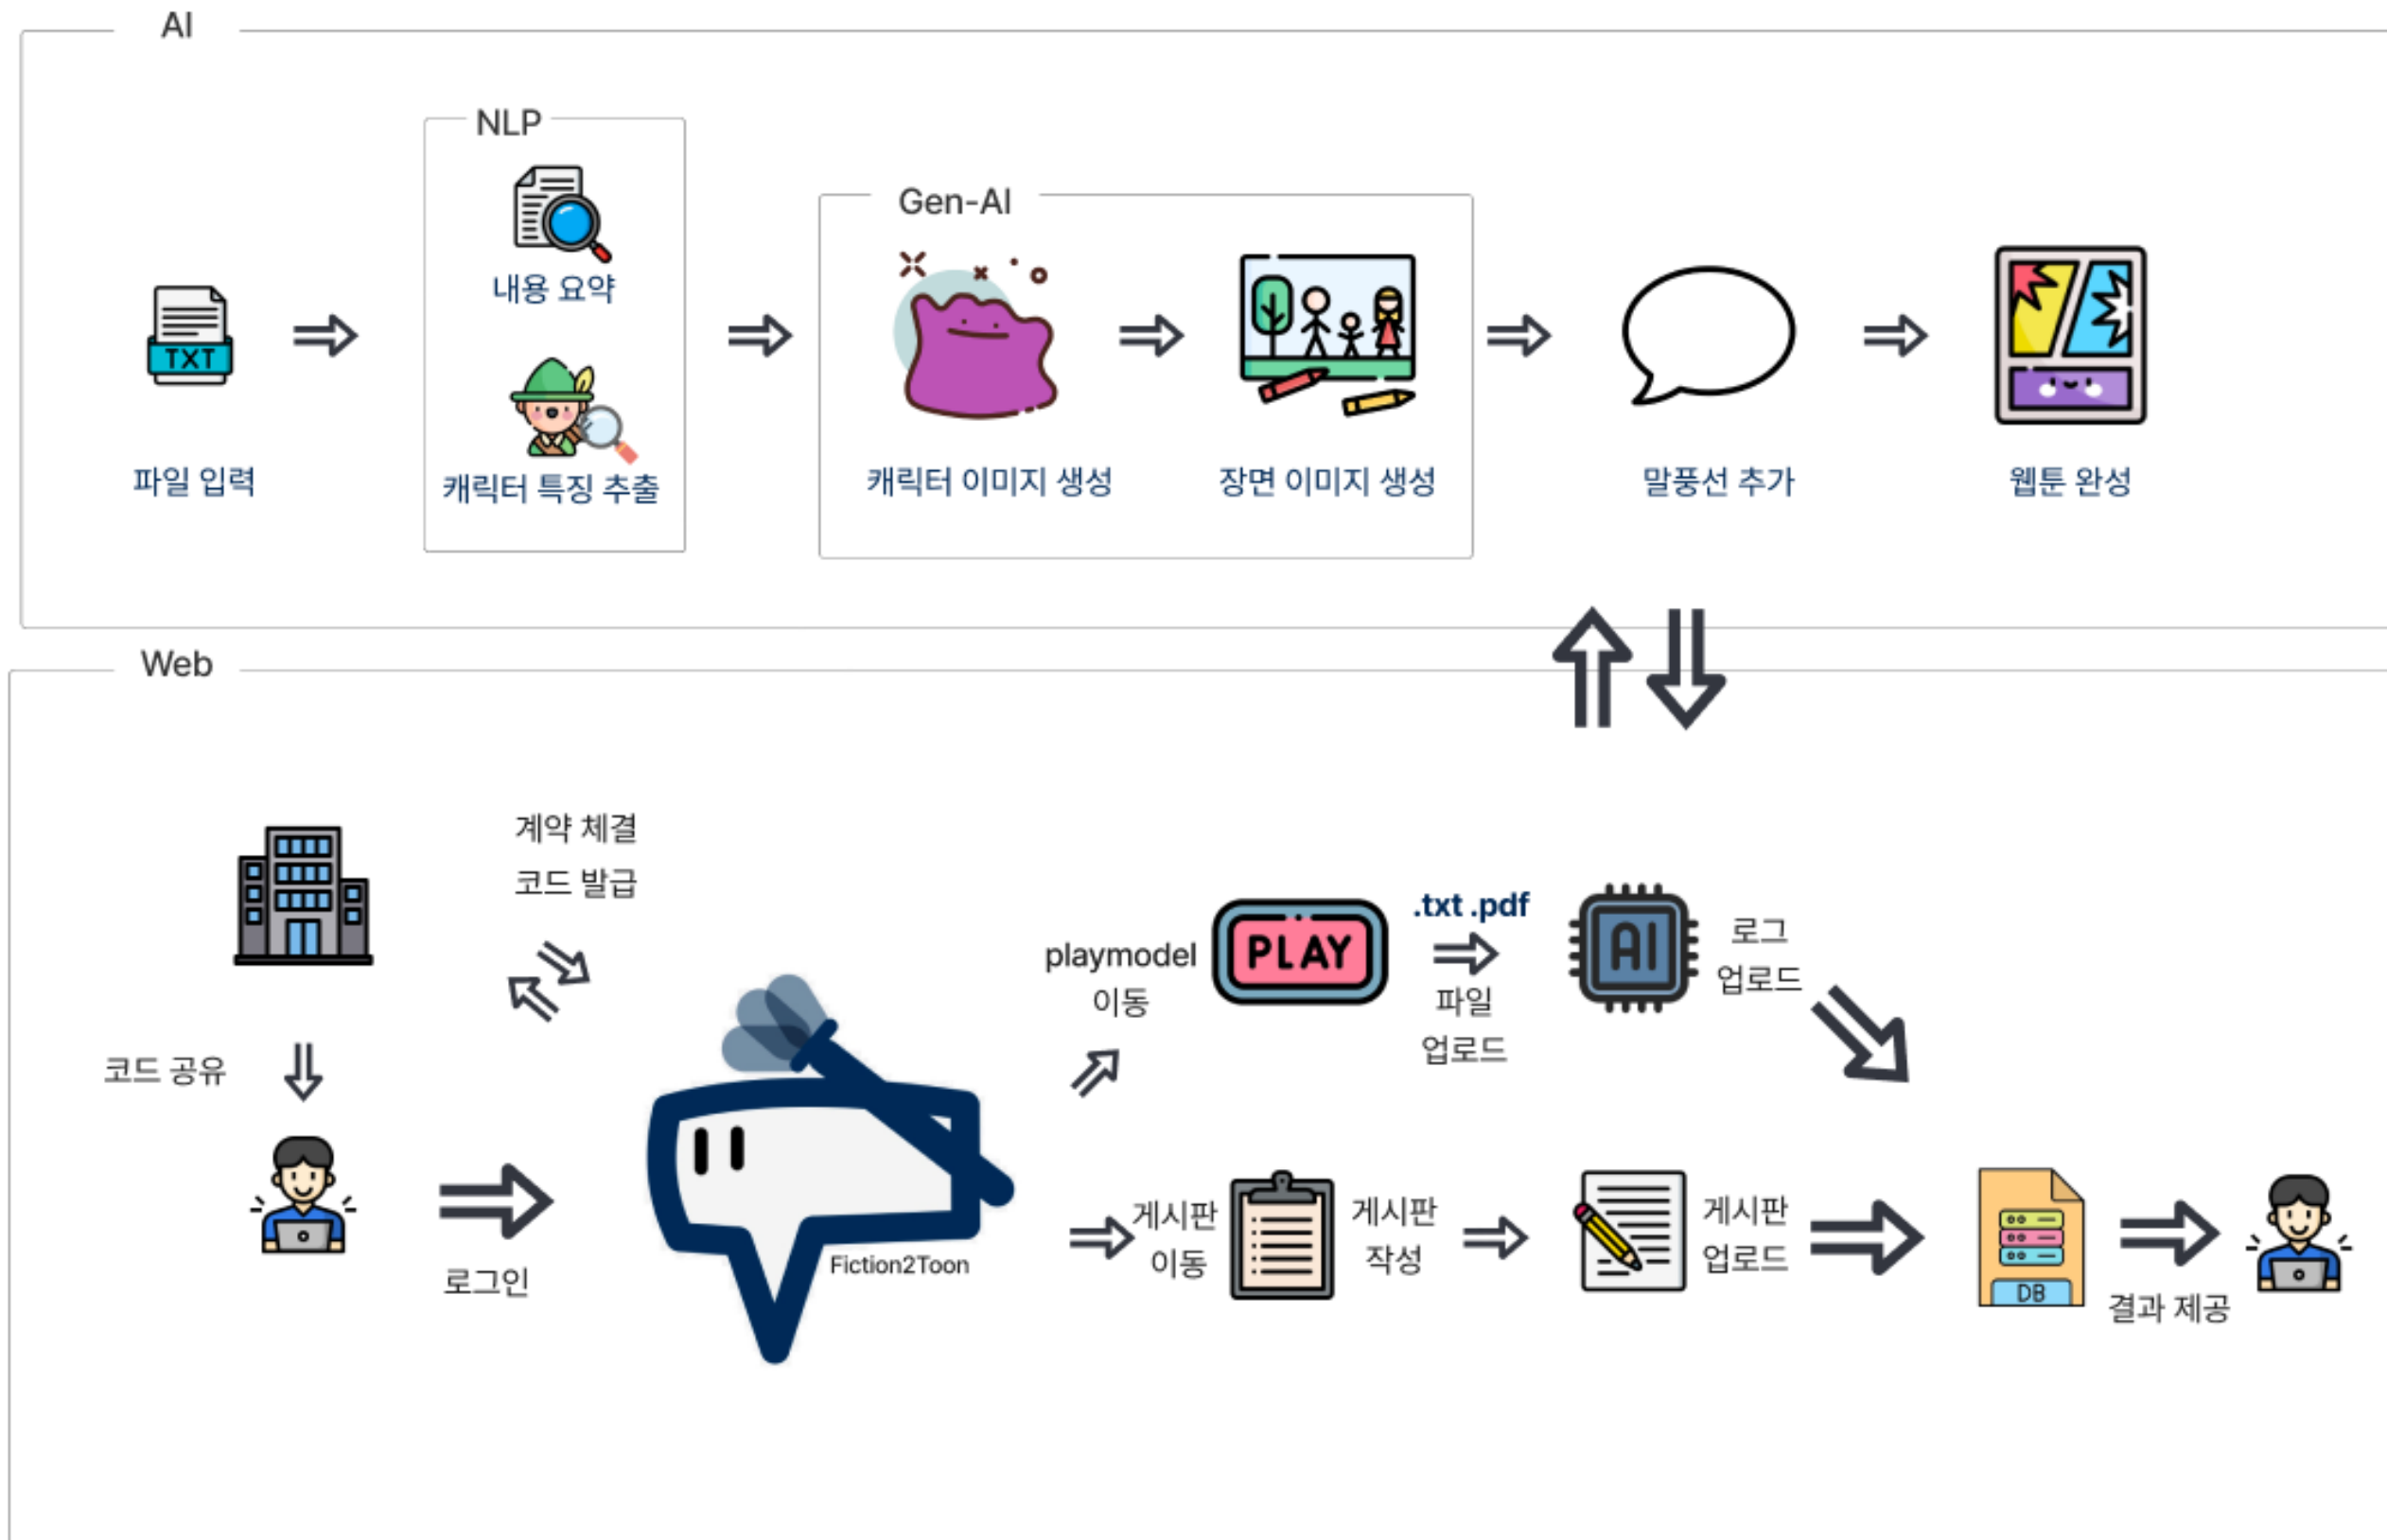 AI
NLP
내용 요약
캐릭터 특징 추출
TXT
파일 입력
Gen-AI
캐릭터 이미지 생성
장면 이미지 생성
말풍선 추가
웹툰 완성
Web
계약 체결
코드 발급
코드 공유
로그인
Fiction2Toon
playmodel
이동
PLAY
.txt .pdf
파일
업로드
AI
로그
업로드
게시판
이동
게시판
작성
게시판
업로드
DB
결과 제공